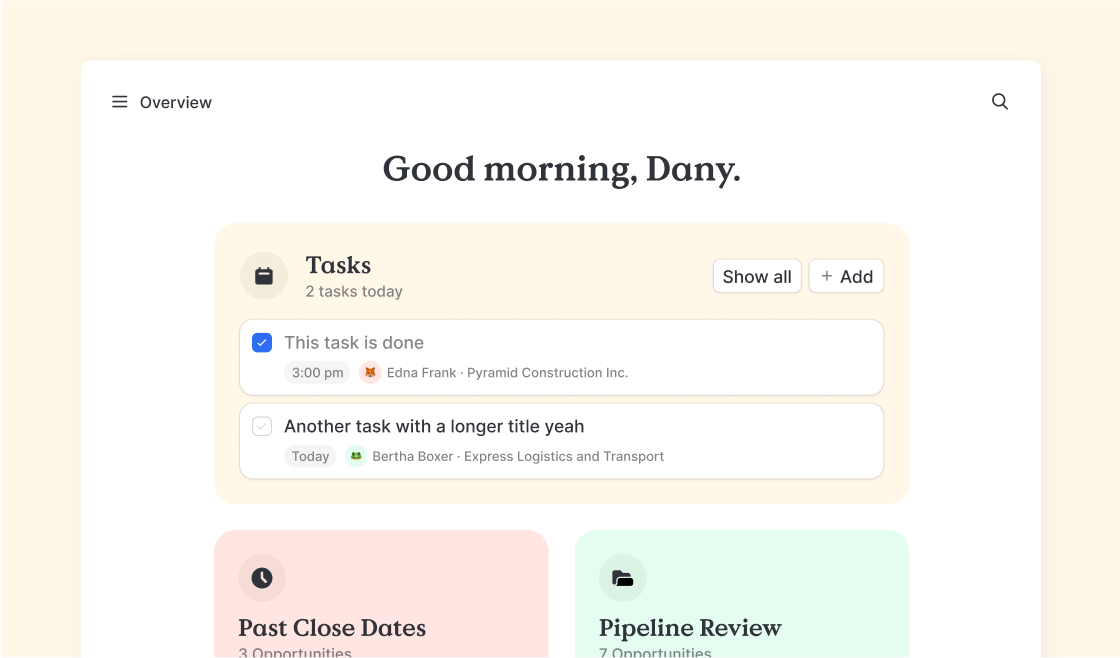 Overview
Good morning, Dany.
Tasks
2 tasks today
Show all
+ Add
This task is done
3:00 pm Edna Frank · Pyramid Construction Inc.
Another task with a longer title yeah
Today Bertha Boxer · Express Logistics and Transport
Past Close Dates
3 Opportunities
Pipeline Review
7 Opportunities